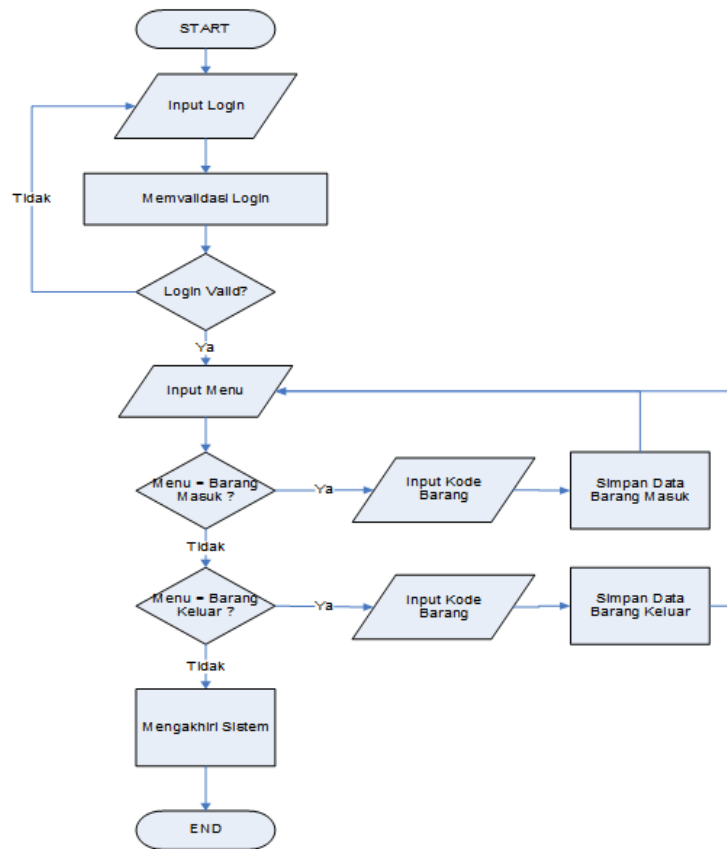 START
Input Login
Tidak
Memvalidasi Login
Login Valid?
Ya
Input Menu
Menu = Barang
Masuk ?
Ya
Input Kode
Barang
Simpan Data
Barang Masuk
Tidak
Menu = Barang
Keluar ?
Ya
Input Kode
Barang
Simpan Data
Barang Keluar
Tidak
Mengakhiri Sistem
END